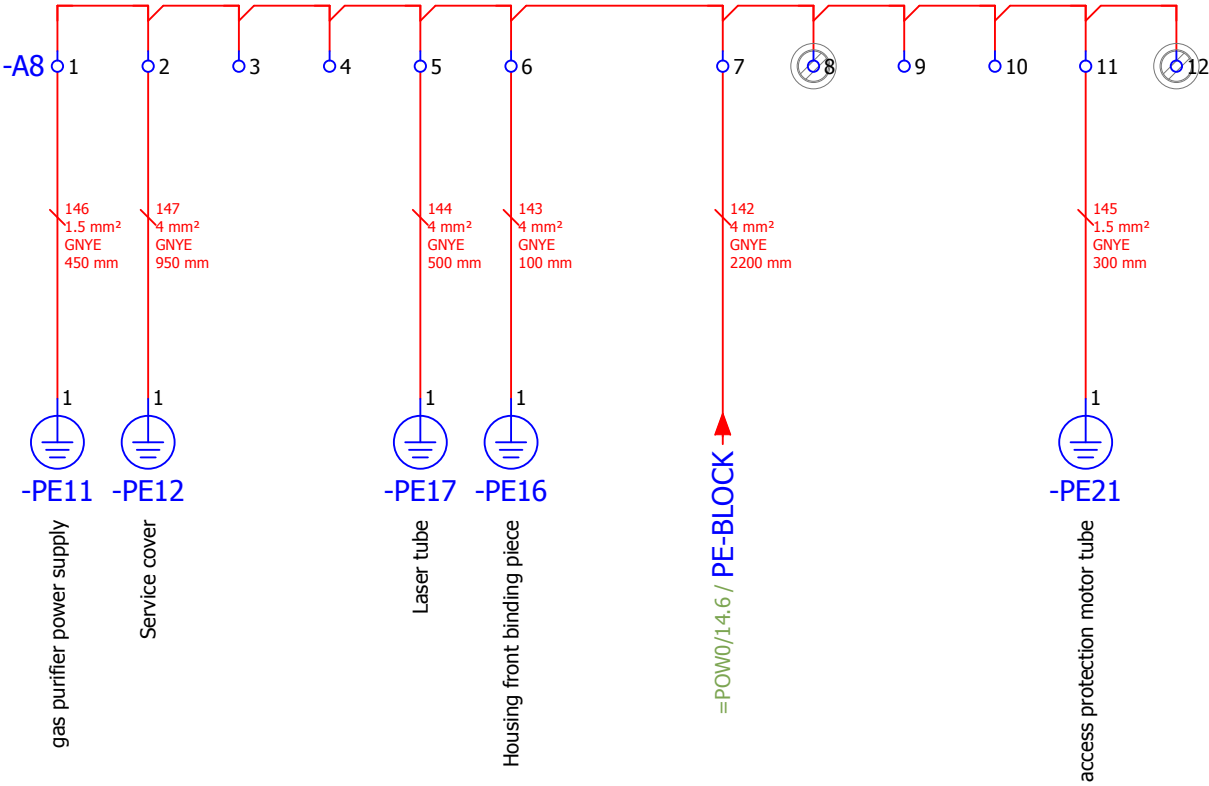 -A8
1
2
3
4
5
6
7
8
9
10
11
12
146
1.5 mm²
GNYE
450 mm
147
4 mm²
GNYE
950 mm
144
4 mm²
GNYE
500 mm
143
4 mm²
GNYE
100 mm
142
4 mm²
GNYE
2200 mm
145
1.5 mm²
GNYE
300 mm
1
1
1
1
1
-PE11
-PE12
-PE17
-PE16
-PE21
gas purifier power supply
Service cover
Laser tube
Housing front binding piece
=POW0/14.6 / PE-BLOCK
access protection motor tube